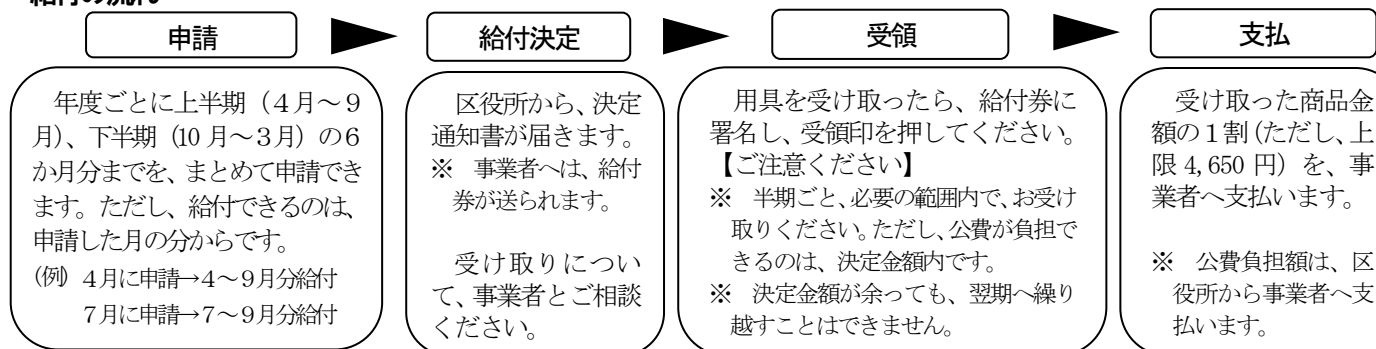 給付の流れ
申請
給付決定
受領
支払
年度ごとに上半期（４月～９
月）、下半期（10 月～３月）の６
か月分までを、まとめて申請でき
ます。ただし、給付できるのは、
申請した月の分からです。
(例) ４月に申請→４～９月分給付
７月に申請→７～９月分給付
区役所から、決定
通知書が届きます。
※ 事業者へは、給付
券が送られます。
受け取りについ
て、事業者とご相談
ください。
用具を受け取ったら、給付券に
署名し、受領印を押してください。
【ご注意ください】
※ 半期ごと、必要の範囲内で、お受け
取りください。ただし、公費が負担で
きるのは、決定金額内です。
※ 決定金額が余っても、翌期へ繰り
越すことはできません。
受け取った商品金
額の１割（ただし、上
限 4,650 円）を、事
業者へ支払います。
※ 公費負担額は、区
役所から事業者へ支
払います。